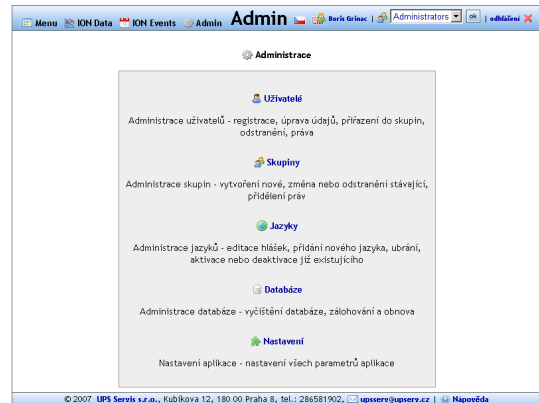 Menu ION Data ION Events Admin Admin Boris Grinac | Administrators ok | odhlášení
Administrace
Uživatelé
Administrace uživatelů - registrace, úprava údajů, přiřazení do skupin,
odstranění, práva
Skupiny
Administrace skupin - vytvoření nové, změna nebo odstranění stávající,
přidělení práv
Jazyky
Administrace jazyků - editace hlášek, přidání nového jazyka, ubrání,
aktivace nebo deaktivace již existujícího
Databáze
Administrace databáze - vyčištění databáze, zálohování a obnova
Nastavení
Nastavení aplikace - nastavení všech parametrů aplikace
© 2007 UPS Servis s.r.o., Kubíkova 12, 180 00 Praha 8, tel.: 286581902, upsserv@upserv.cz | Nápověda